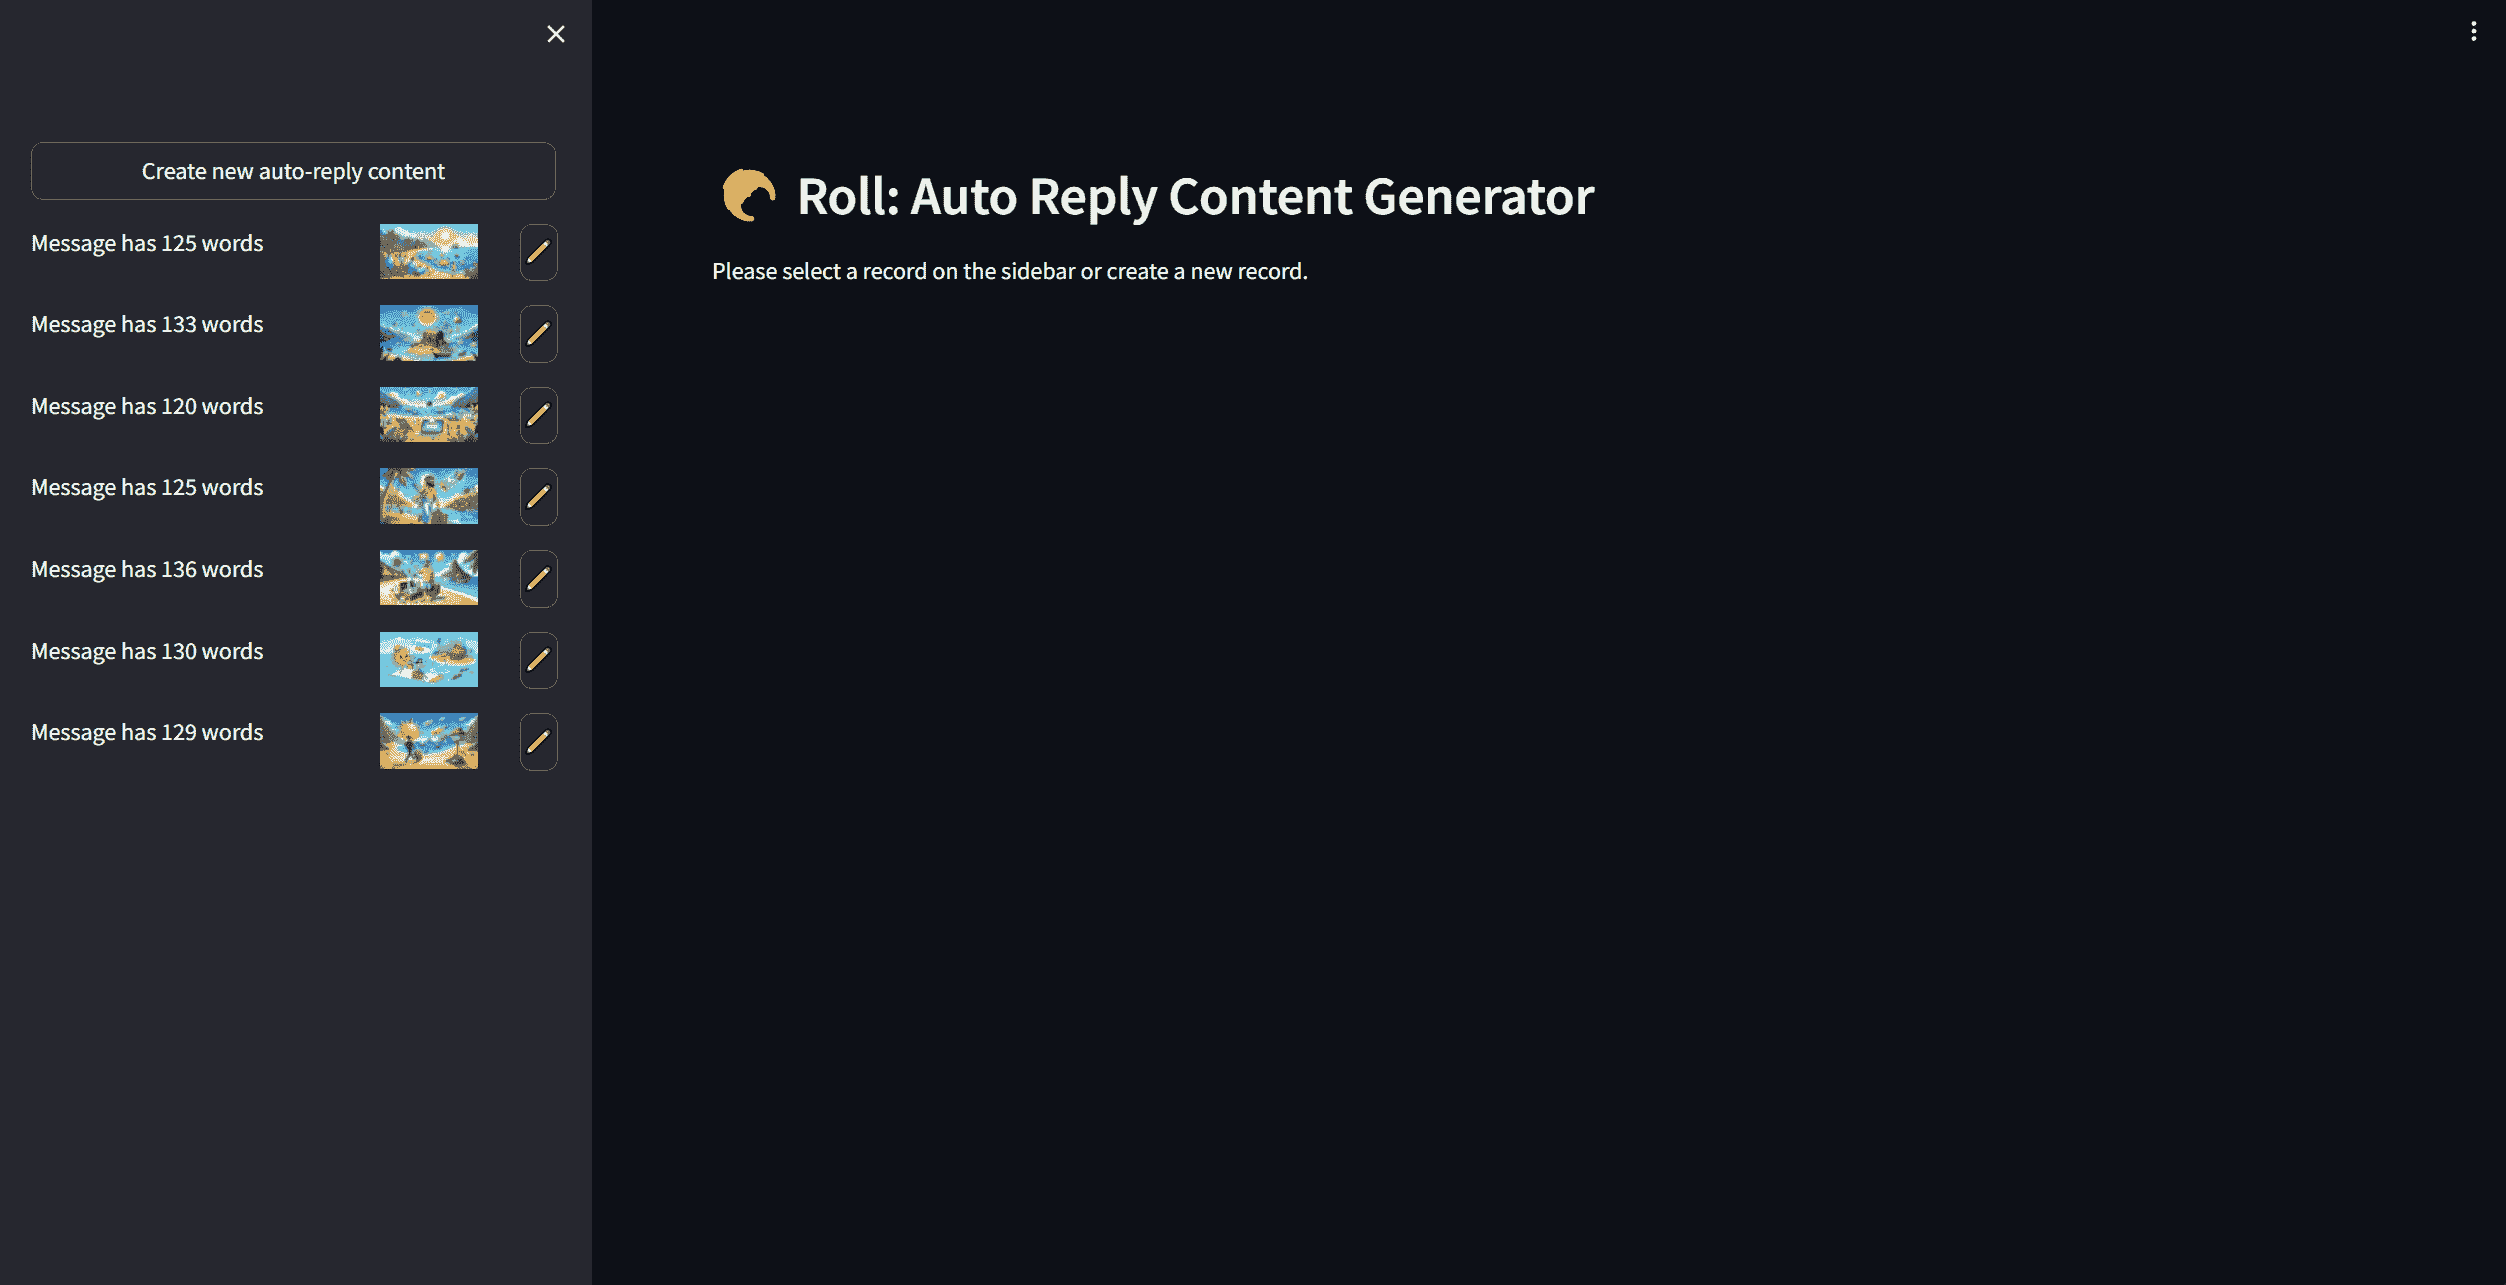 Create new auto-reply content
Message has 125 words
Message has 133 words
Message has 120 words
Message has 125 words
Message has 136 words
Message has 130 words
Message has 129 words
Roll: Auto Reply Content Generator
Please select a record on the sidebar or create a new record.